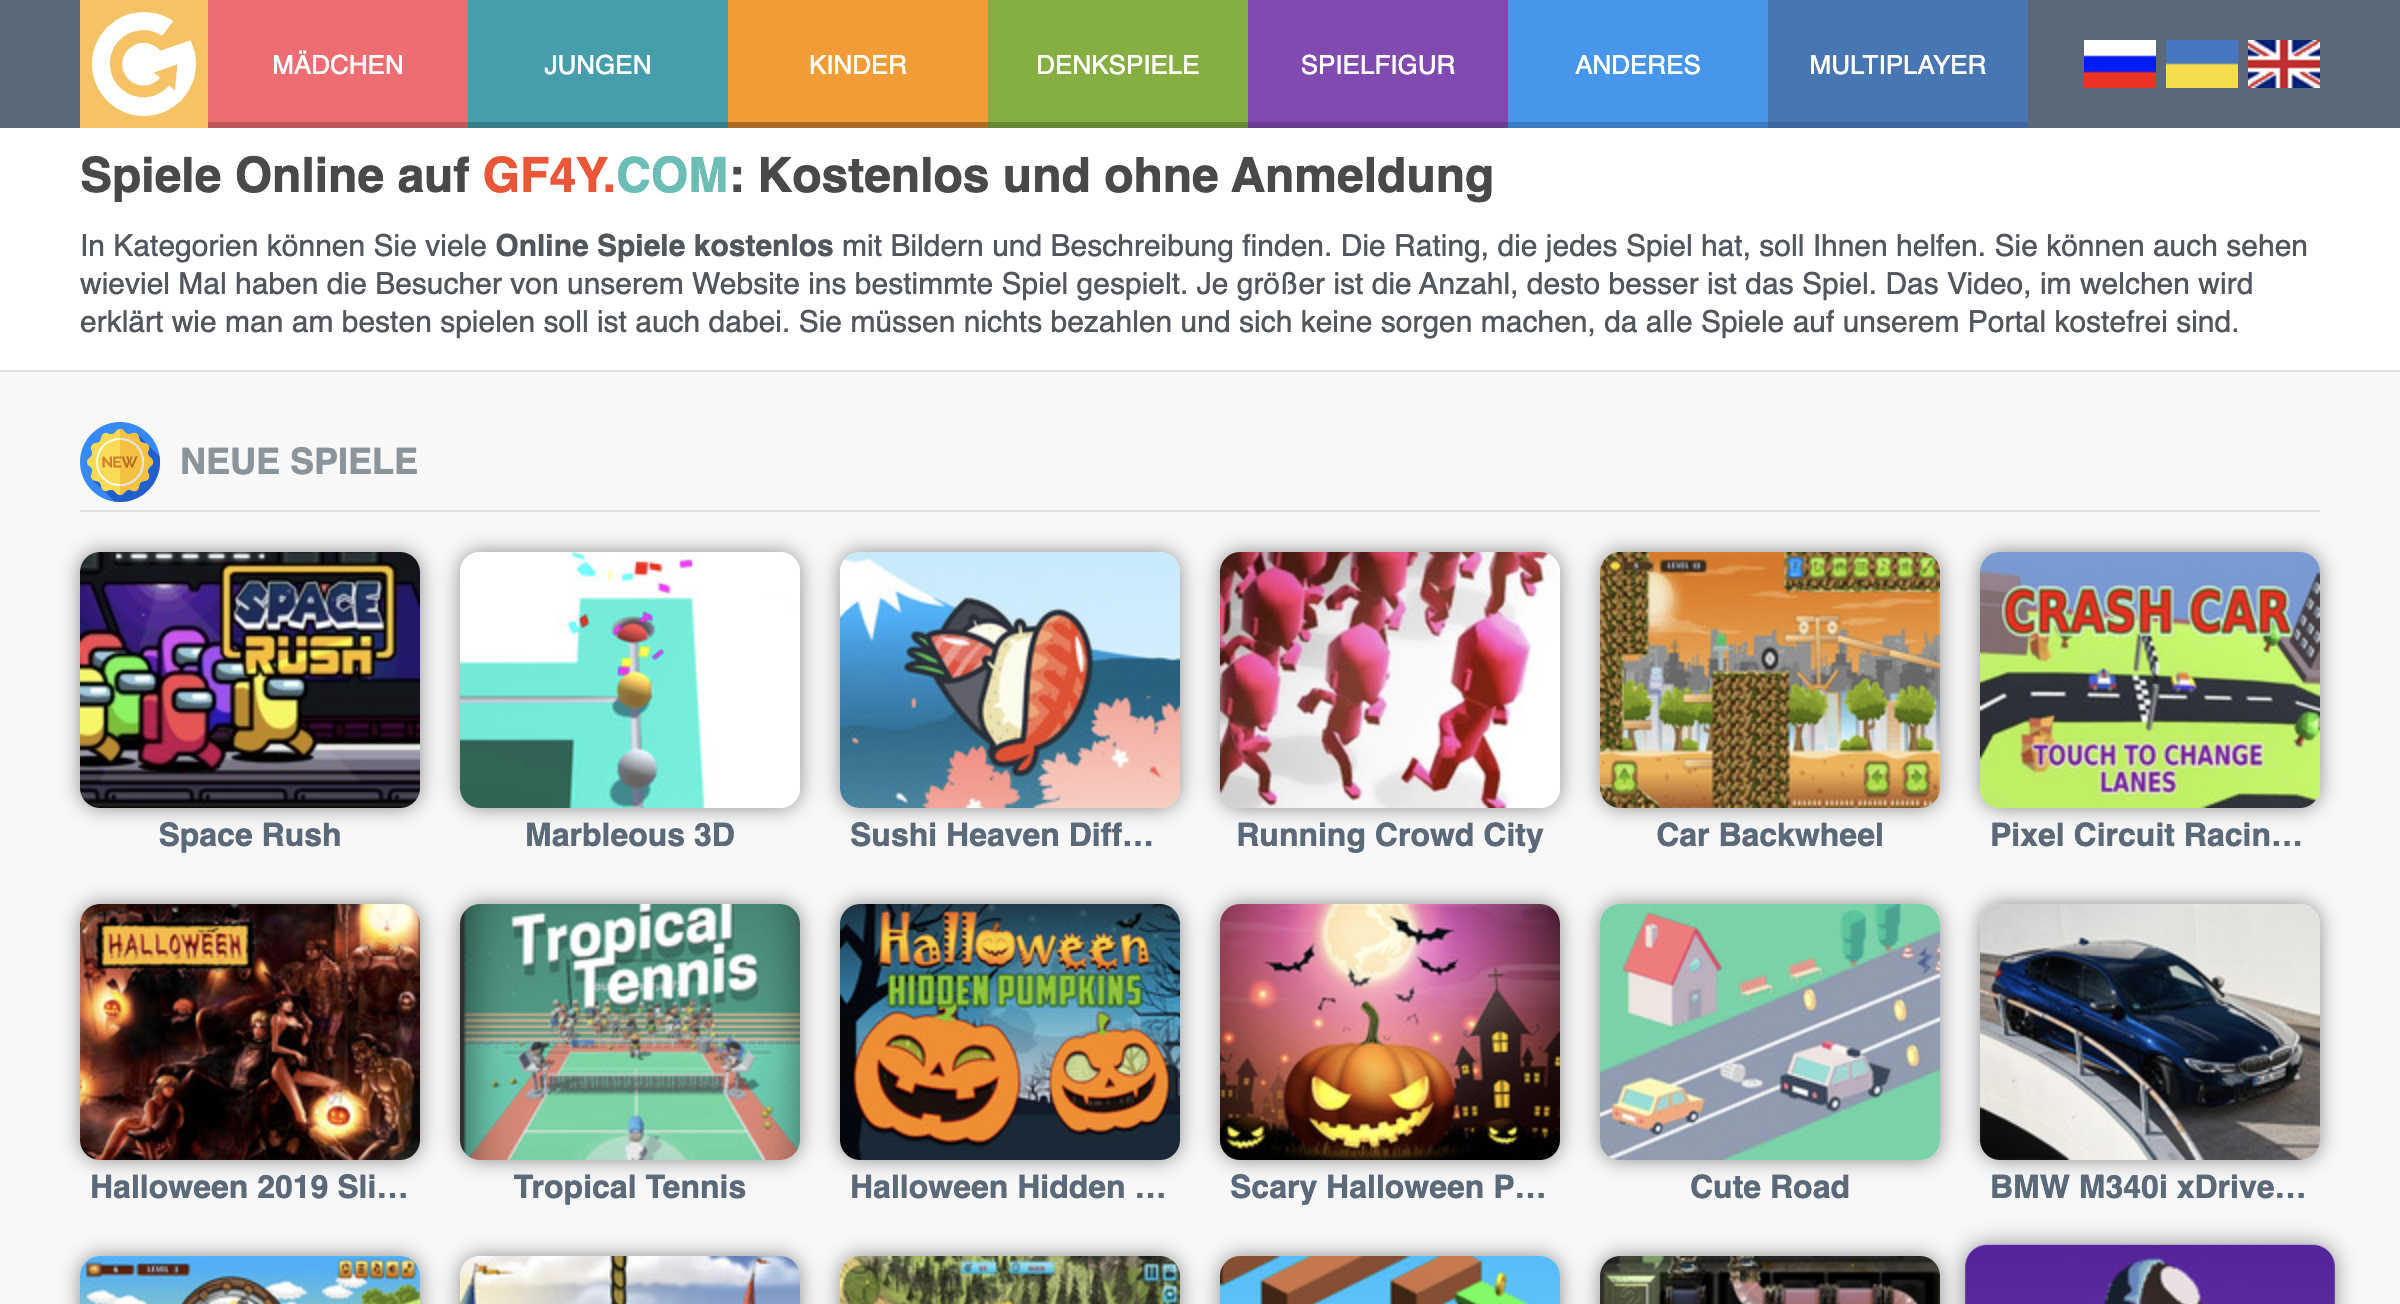 MÄDCHEN
JUNGEN
KINDER
DENKSPIELE
SPIELFIGUR
ANDERES
MULTIPLAYER
Spiele Online auf GF4Y.COM: Kostenlos und ohne Anmeldung
In Kategorien können Sie viele Online Spiele kostenlos mit Bildern und Beschreibung finden. Die Rating, die jedes Spiel hat, soll Ihnen helfen. Sie können auch sehen
wieviel Mal haben die Besucher von unserem Website ins bestimmte Spiel gespielt. Je größer ist die Anzahl, desto besser ist das Spiel. Das Video, im welchen wird
erklärt wie man am besten spielen soll ist auch dabei. Sie müssen nichts bezahlen und sich keine sorgen machen, da alle Spiele auf unserem Portal kostefrei sind.
NEW
NEUE SPIELE
SPACE
RUSH
CRASH CAR
TOUCH TO CHANGE
LANES
Space Rush
Marbleous 3D
Sushi Heaven Diff...
Running Crowd City
Car Backwheel
Pixel Circuit Racin...
HALLOWEEN
Tropical
Tennis
Halloween
HIDDEN PUMPKINS
Halloween 2019 Sli...
Tropical Tennis
Halloween Hidden ...
Scary Halloween P...
Cute Road
BMW M340i xDrive...